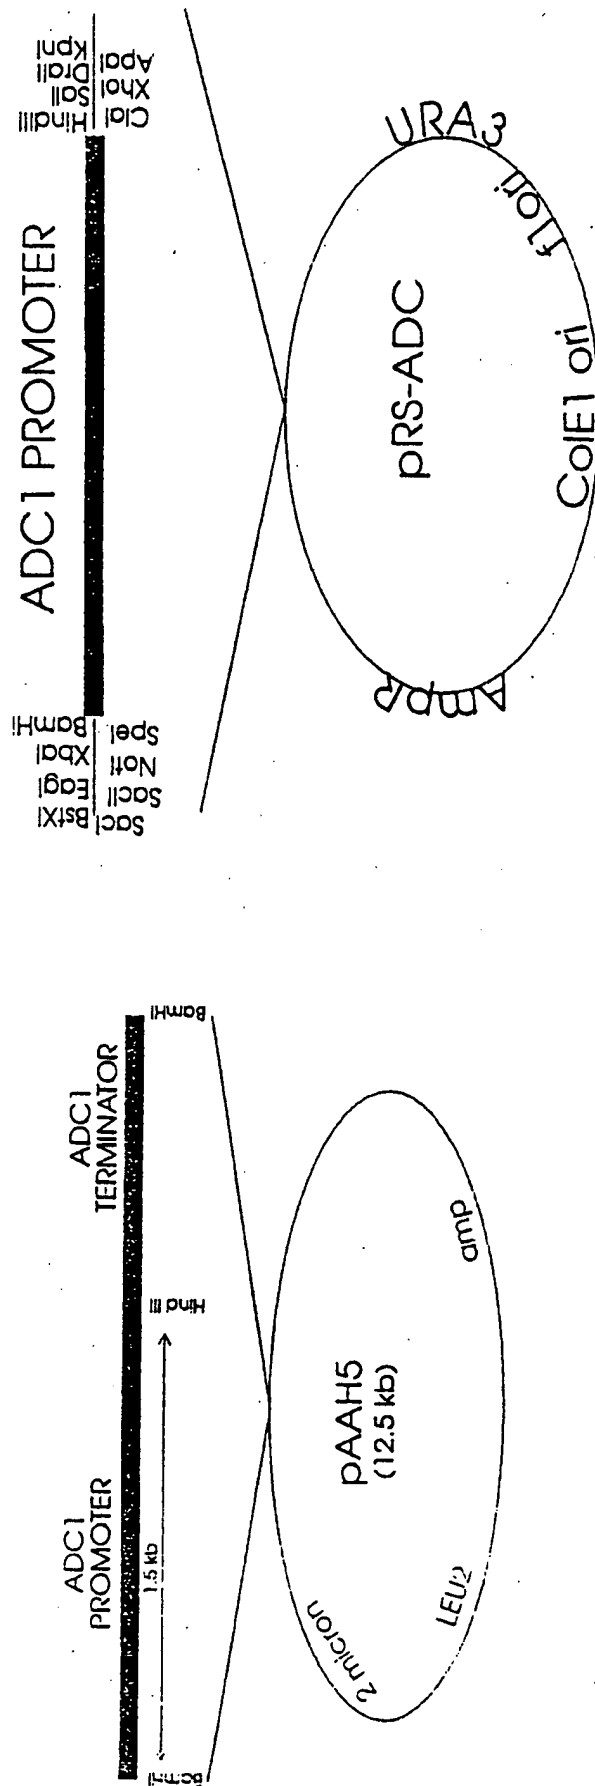 ADC1 PROMOTER
SacI
BstXI
SacII
EagI
NotI
XbaI
SpeI
BamHI
HindIII
ClaI
SalI
XhoI
DraII
ApaI
KpnI
pRS-ADC
URA3
f1ori
ColE1 ori
AmpR
ADC1
PROMOTER
ADC1
TERMINATOR
1.5 kb
BamHI
Hind III
BamHI
pAAH5
(12.5 kb)
2 micron
LEU2
amp